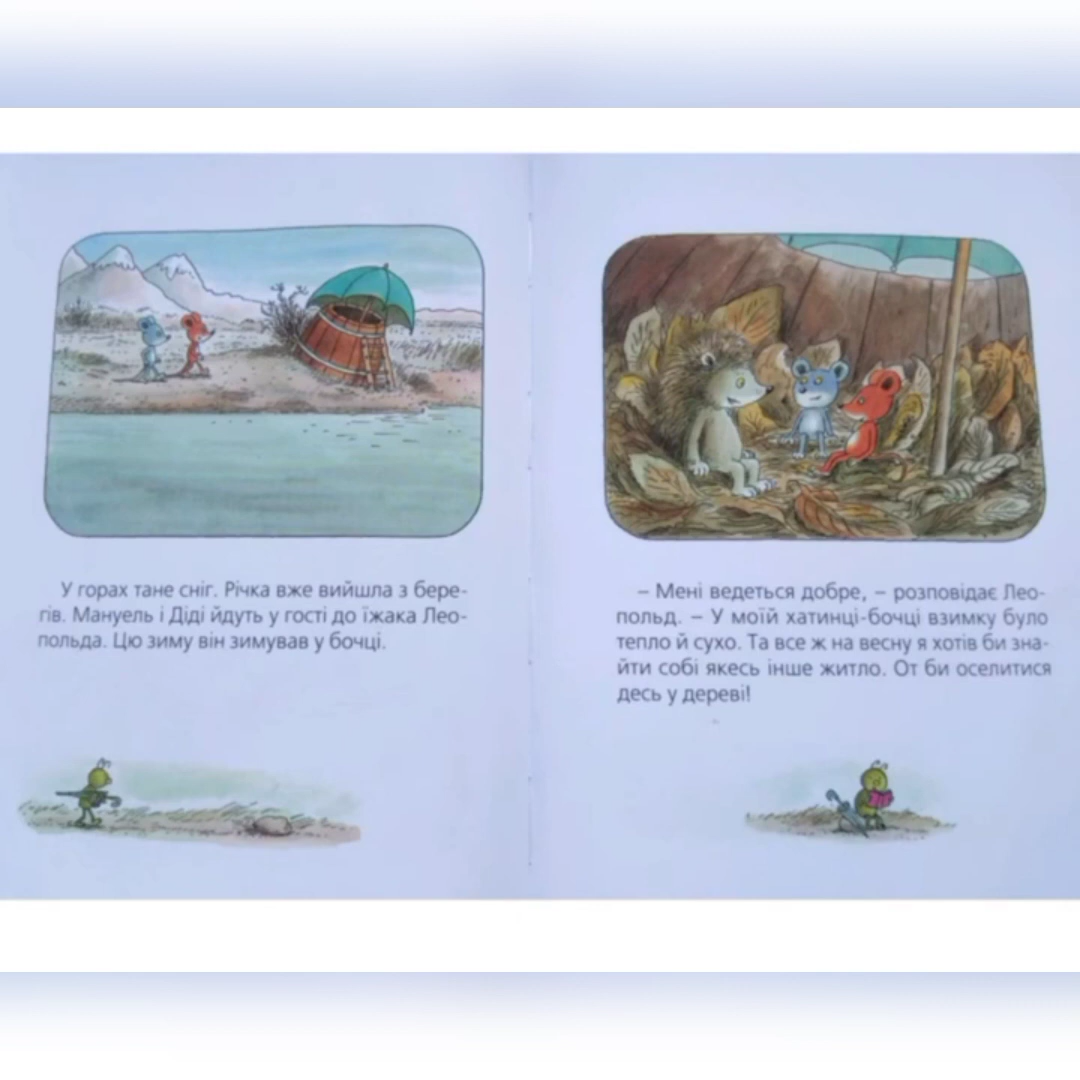 У горах тане сніг. Річка вже вийшла з бере-
гів. Мануель і Діді йдуть у гості до їжака Лео-
польда. Цю зиму він зимував у бочці.
– Мені ведеться добре, – розповідає Лео-
польд. – У моїй хатинці-бочці взимку було
тепло й сухо. Та все ж на весну я хотів би зна-
йти собі якесь інше житло. От би оселитися
десь у дереві!